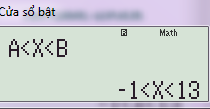 Cửa sổ bật
R Math
A<X<B
-1<X<13